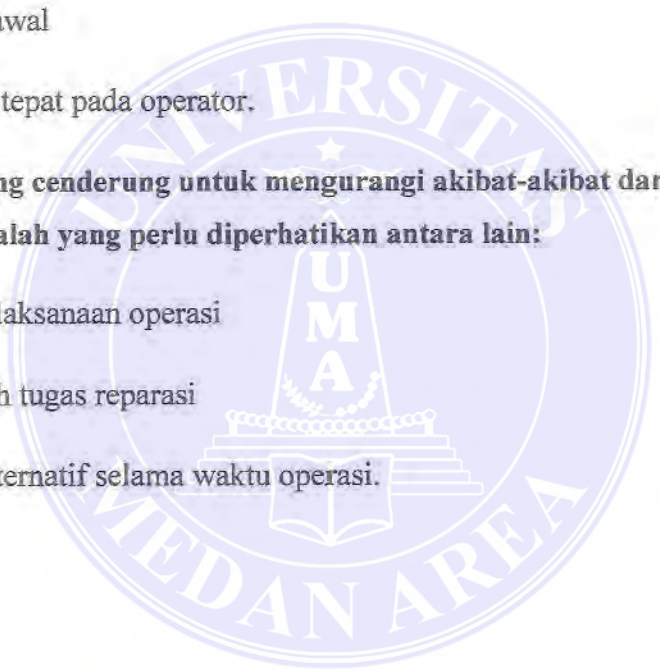 awal
tepat pada operator.
ng cenderung untuk mengurangi akibat-akibat dar
alah yang perlu diperhatikan antara lain:
laksanaan operasi
h tugas reparasi
ternatif selama waktu operasi.
UNIVERSITAS
UMA
MEDAN AREA